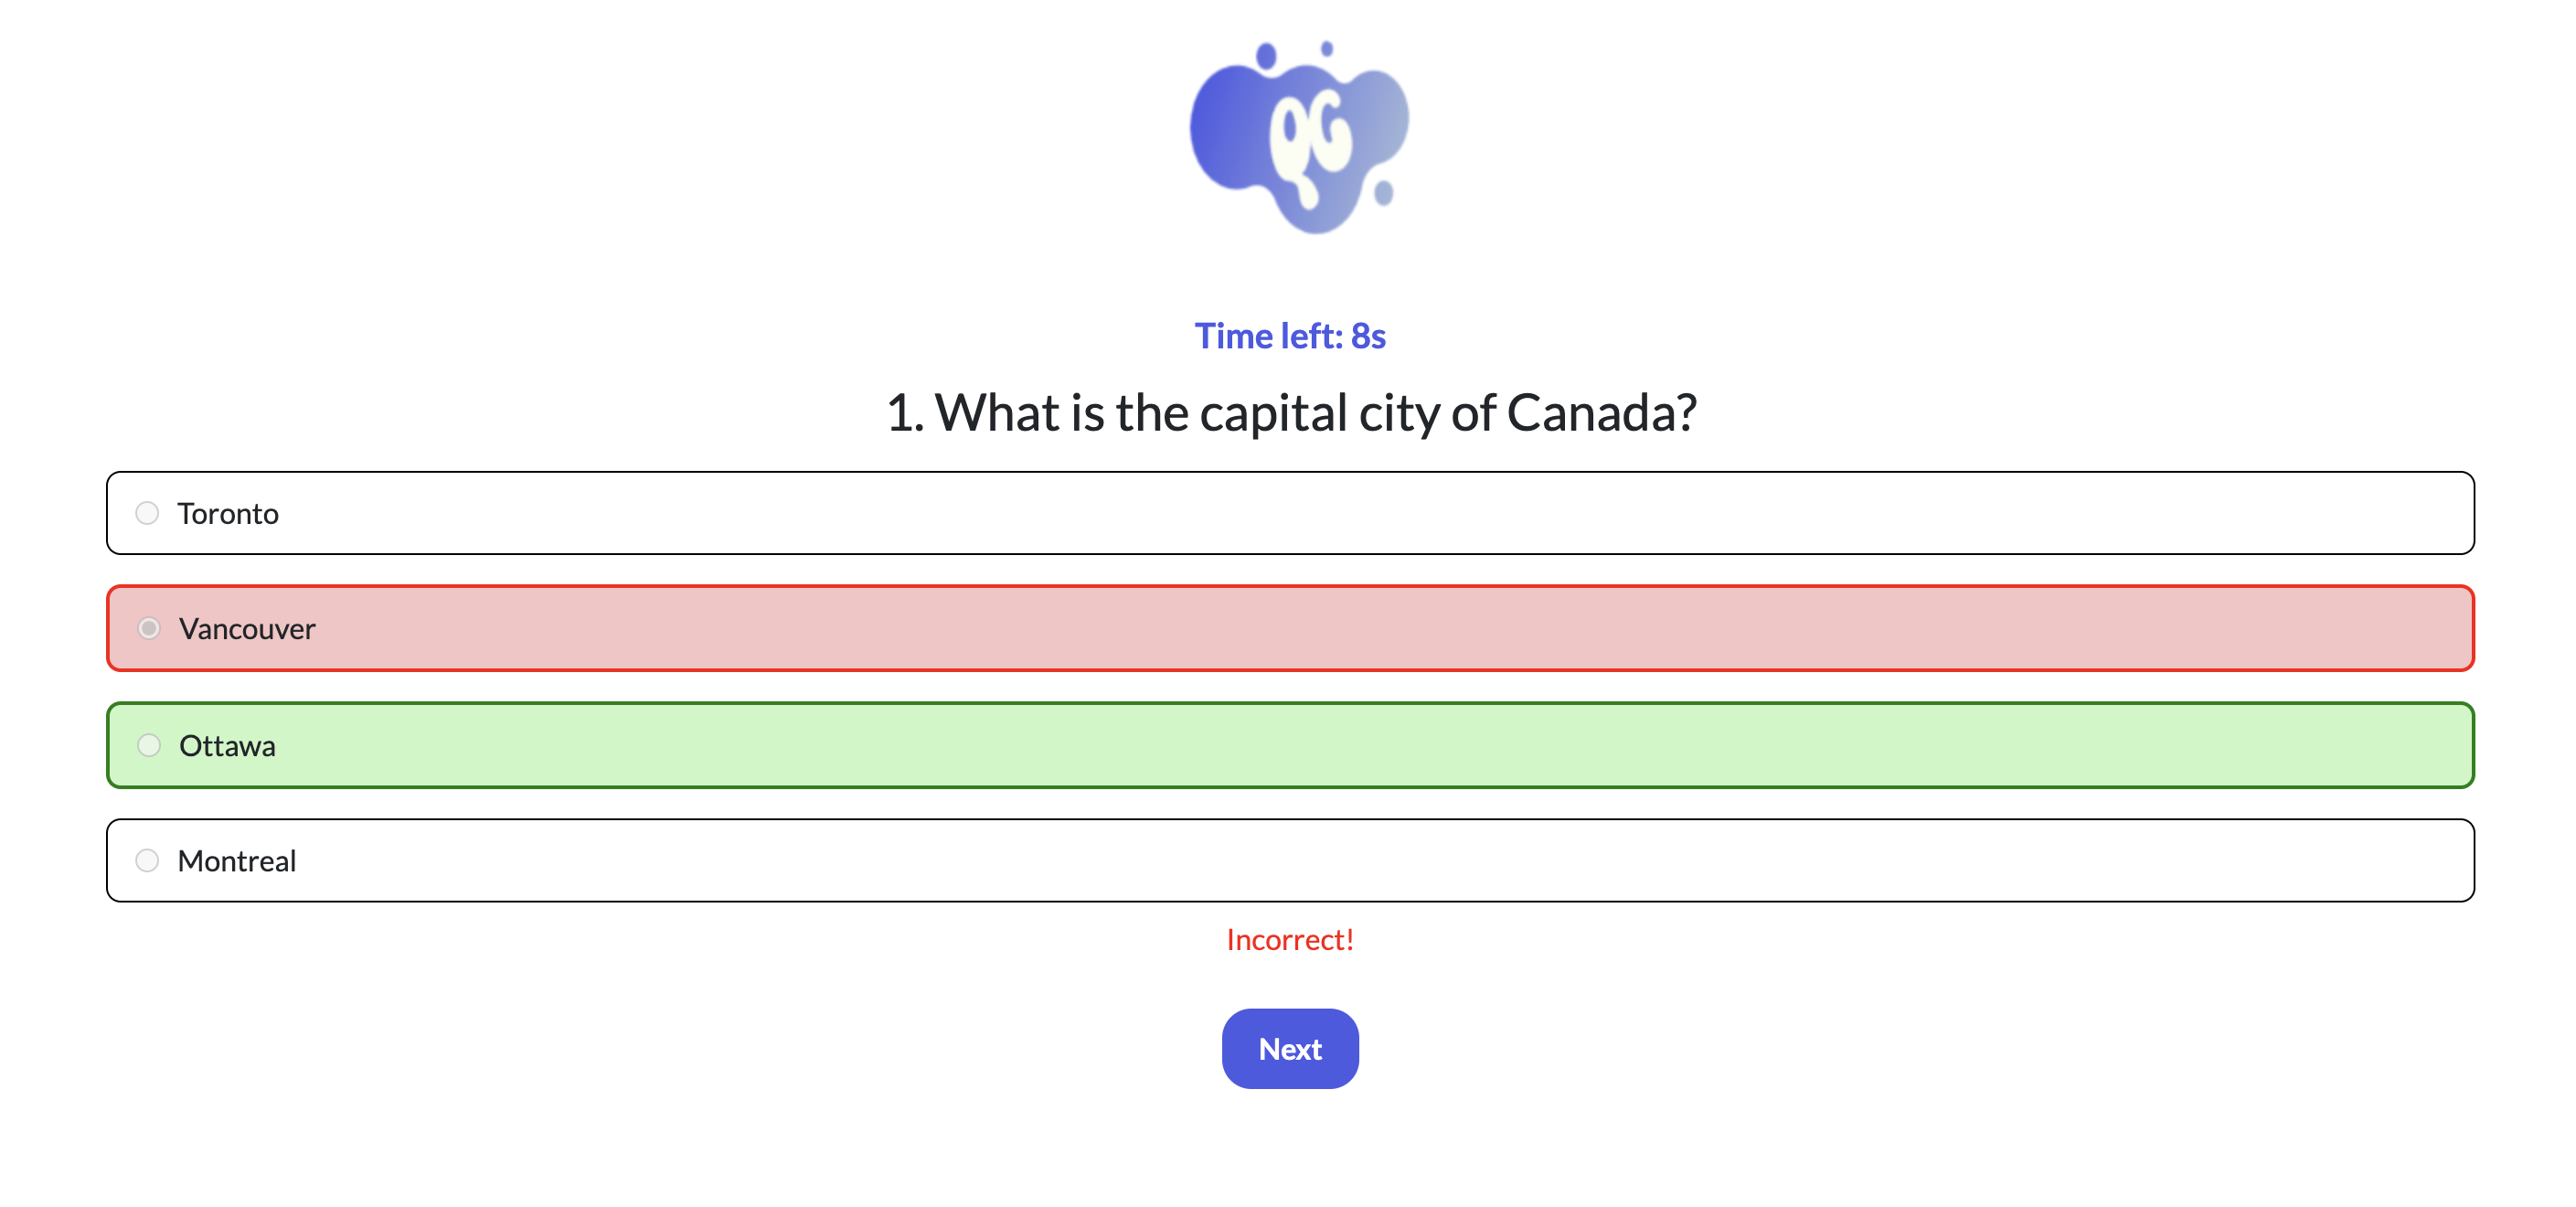 QG
Time left: 8s
1. What is the capital city of Canada?
Toronto
Vancouver
Ottawa
Montreal
Incorrect!
Next